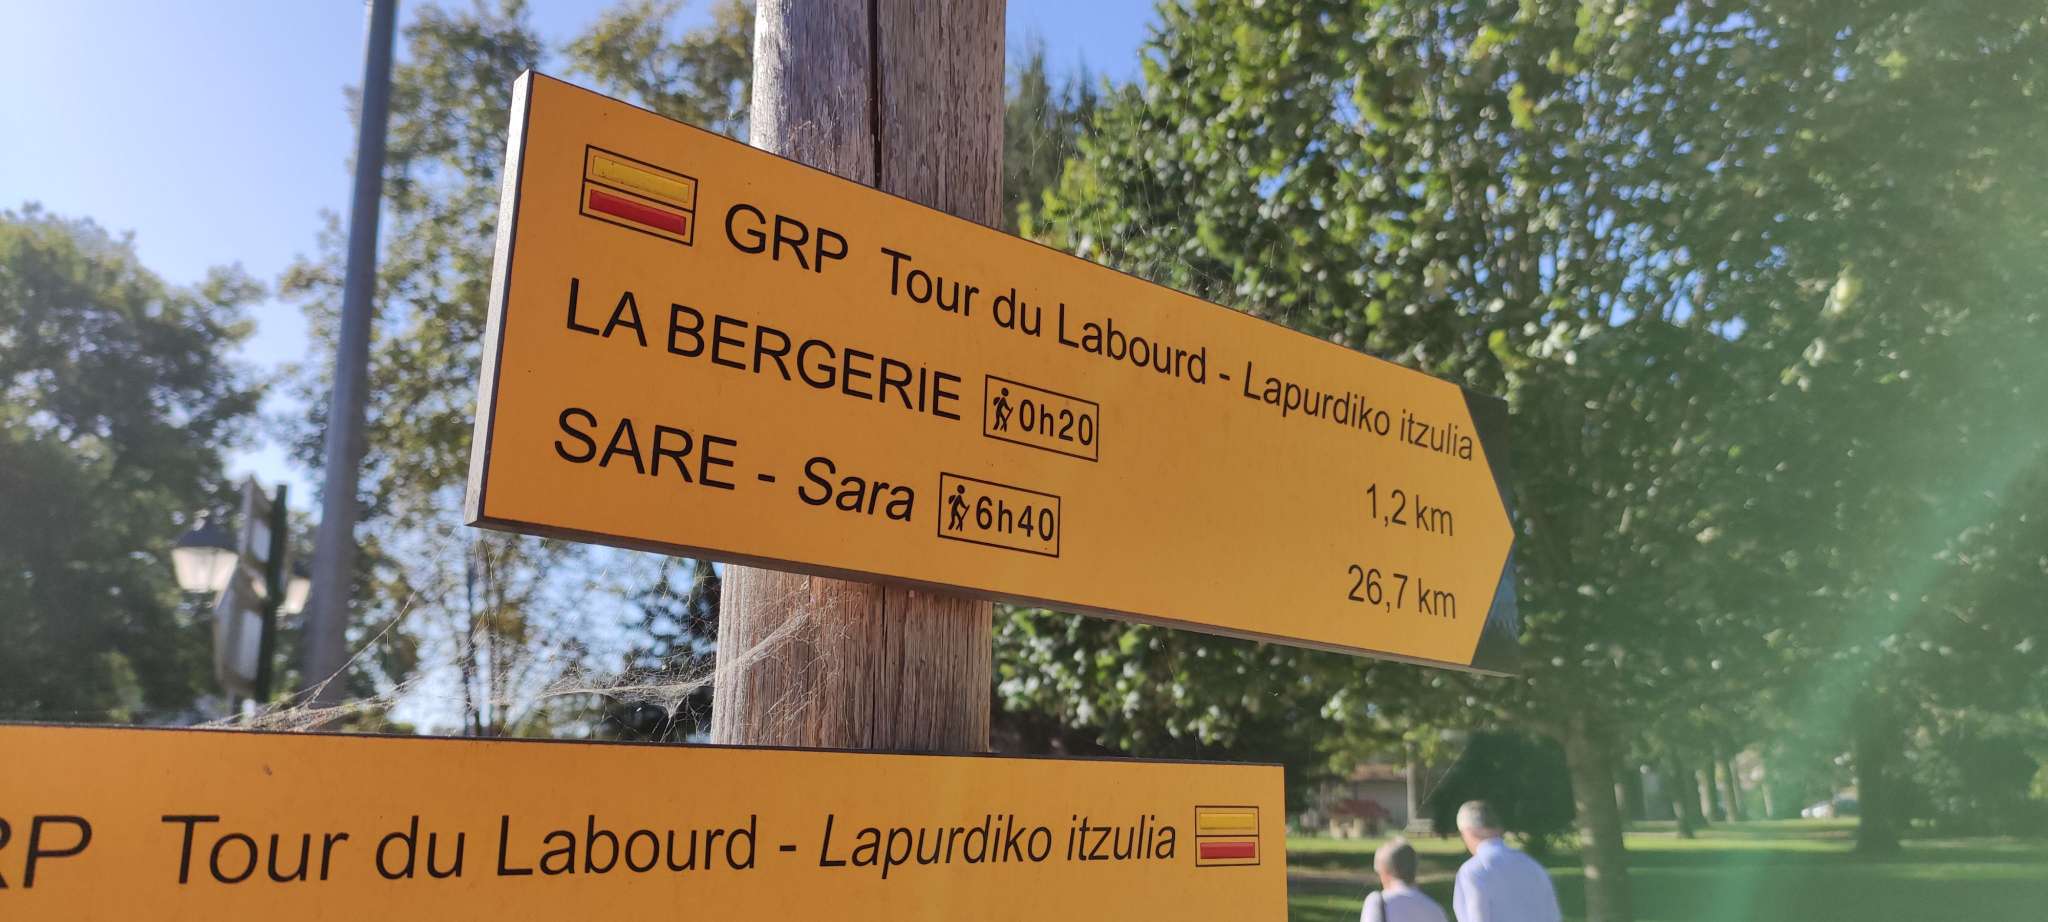 GRP Tour du Labourd - Lapurdiko itzulia
LA BERGERIE 0h20 1,2 km
SARE - Sara 6h40 26,7 km
RP Tour du Labourd - Lapurdiko itzulia